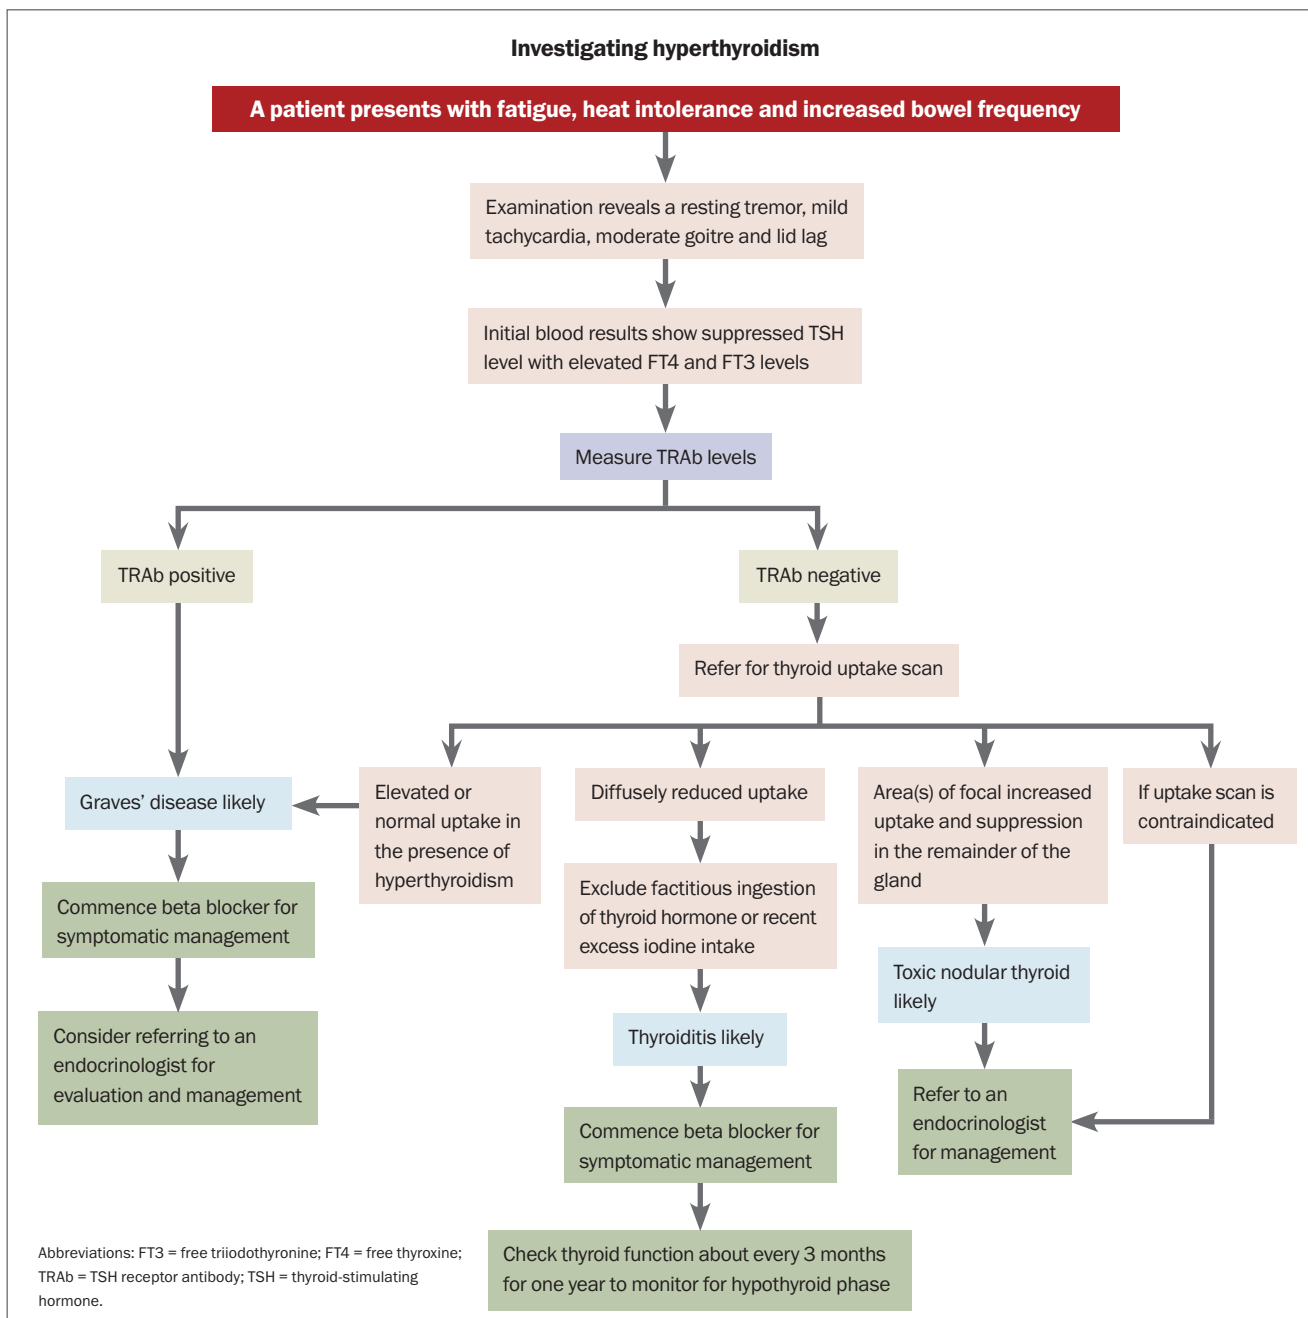 Investigating hyperthyroidism
A patient presents with fatigue, heat intolerance and increased bowel frequency
Examination reveals a resting tremor, mild
tachycardia, moderate goitre and lid lag
Initial blood results show suppressed TSH
level with elevated FT4 and FT3 levels
Measure TRAb levels
TRAb positive
TRAb negative
Refer for thyroid uptake scan
Graves’ disease likely
Elevated or
normal uptake in
the presence of
hyperthyroidism
Diffusely reduced uptake
Area(s) of focal increased
uptake and suppression
in the remainder of the
gland
If uptake scan is
contraindicated
Commence beta blocker for
symptomatic management
Exclude factitious ingestion
of thyroid hormone or recent
excess iodine intake
Toxic nodular thyroid
likely
Consider referring to an
endocrinologist for
evaluation and management
Thyroiditis likely
Refer to an
endocrinologist
for management
Commence beta blocker for
symptomatic management
Check thyroid function about every 3 months
for one year to monitor for hypothyroid phase
Abbreviations: FT3 = free triiodothyronine; FT4 = free thyroxine;
TRAb = TSH receptor antibody; TSH = thyroid-stimulating
hormone.